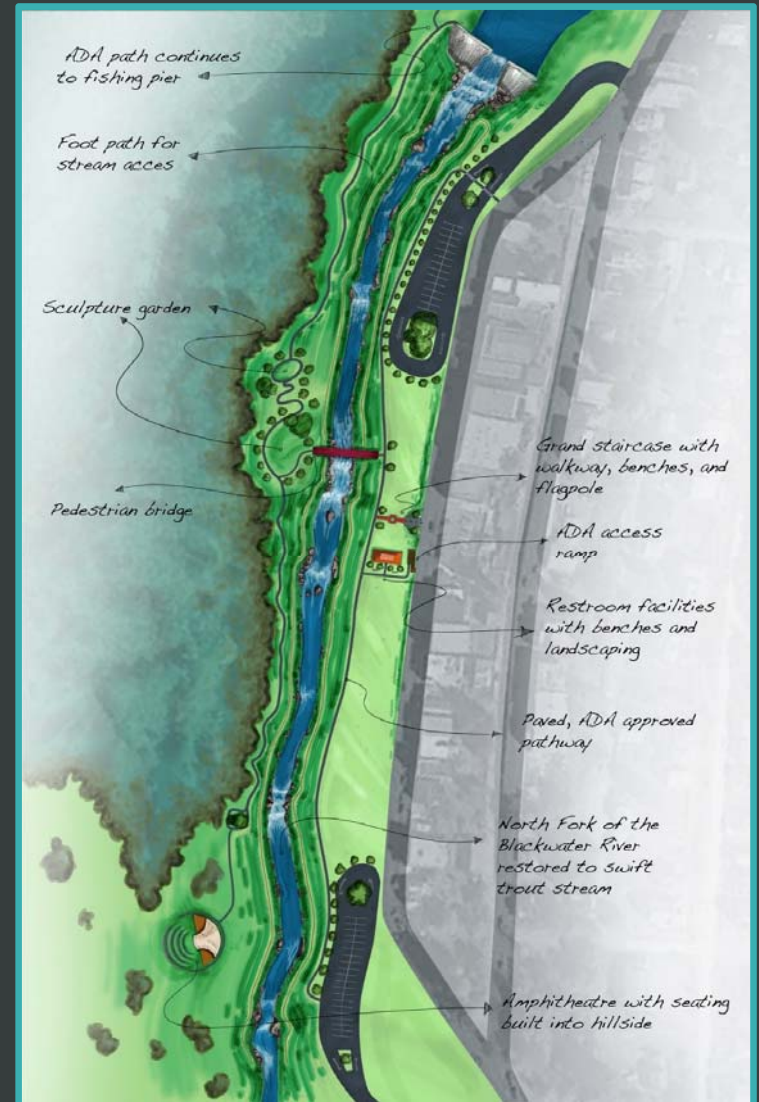 ADA path continues
to fishing pier
Foot path for
stream acces
Sculpture garden
Pedestrian bridge
Grand staircase with
walkway, benches, and
flagpole
ADA access
ramp
Restroom facilities
with benches and
landscaping
Paved, ADA approved
pathway
North Fork of the
Blackwater River
restored to swift
trout stream
Amphitheatre with seating
built into hillside